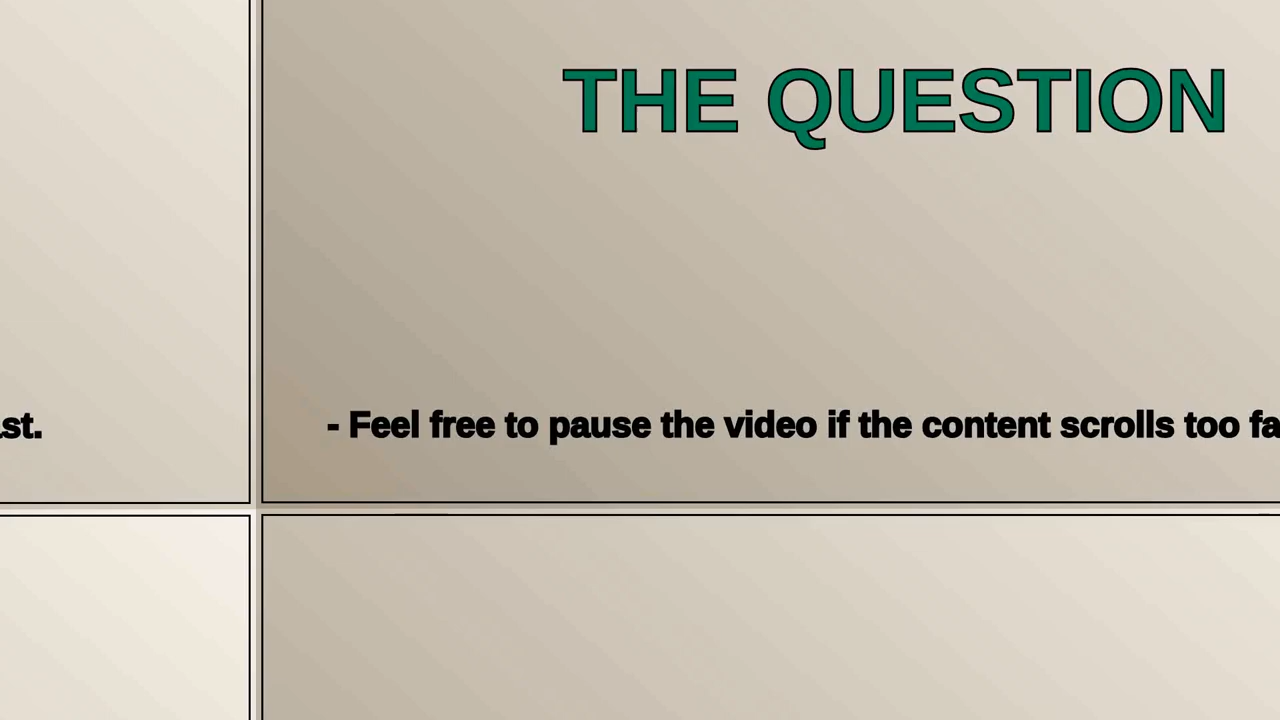 THE QUESTION
st.
- Feel free to pause the video if the content scrolls too fa